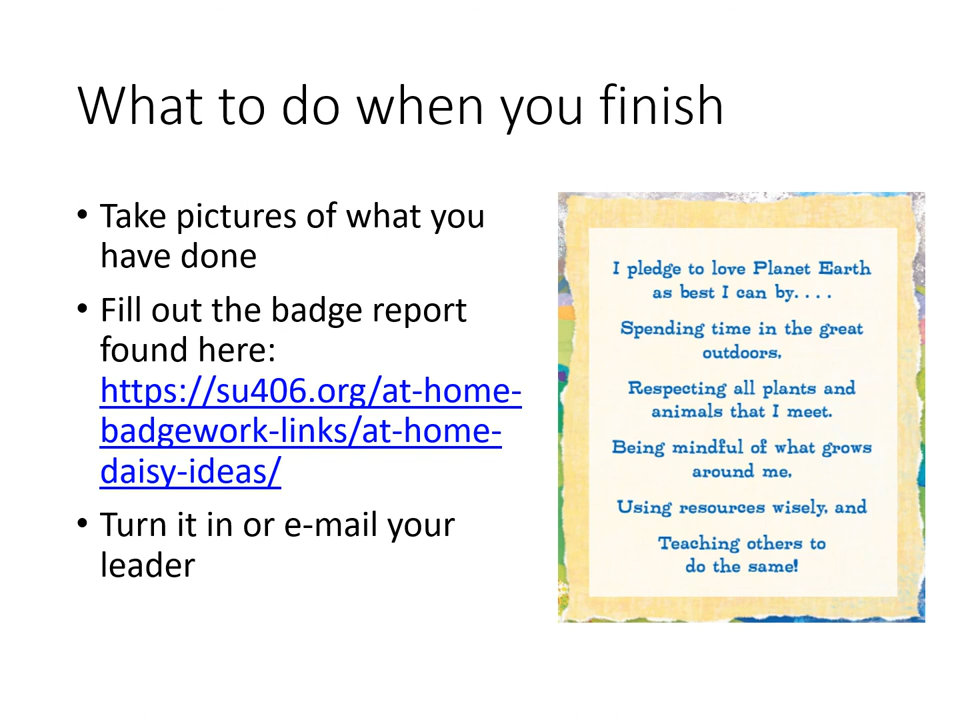 What to do when you finish
• Take pictures of what you
have done
• Fill out the badge report
found here:
https://su406.org/at-home-
badgework-links/at-home-
daisy-ideas/
• Turn it in or e-mail your
leader
I pledge to love Planet Earth
as best I can by. . . .
Spending time in the great
outdoors,
Respecting all plants and
animals that I meet.
Being mindful of what grows
around me,
Using resources wisely, and
Teaching others to
do the same!